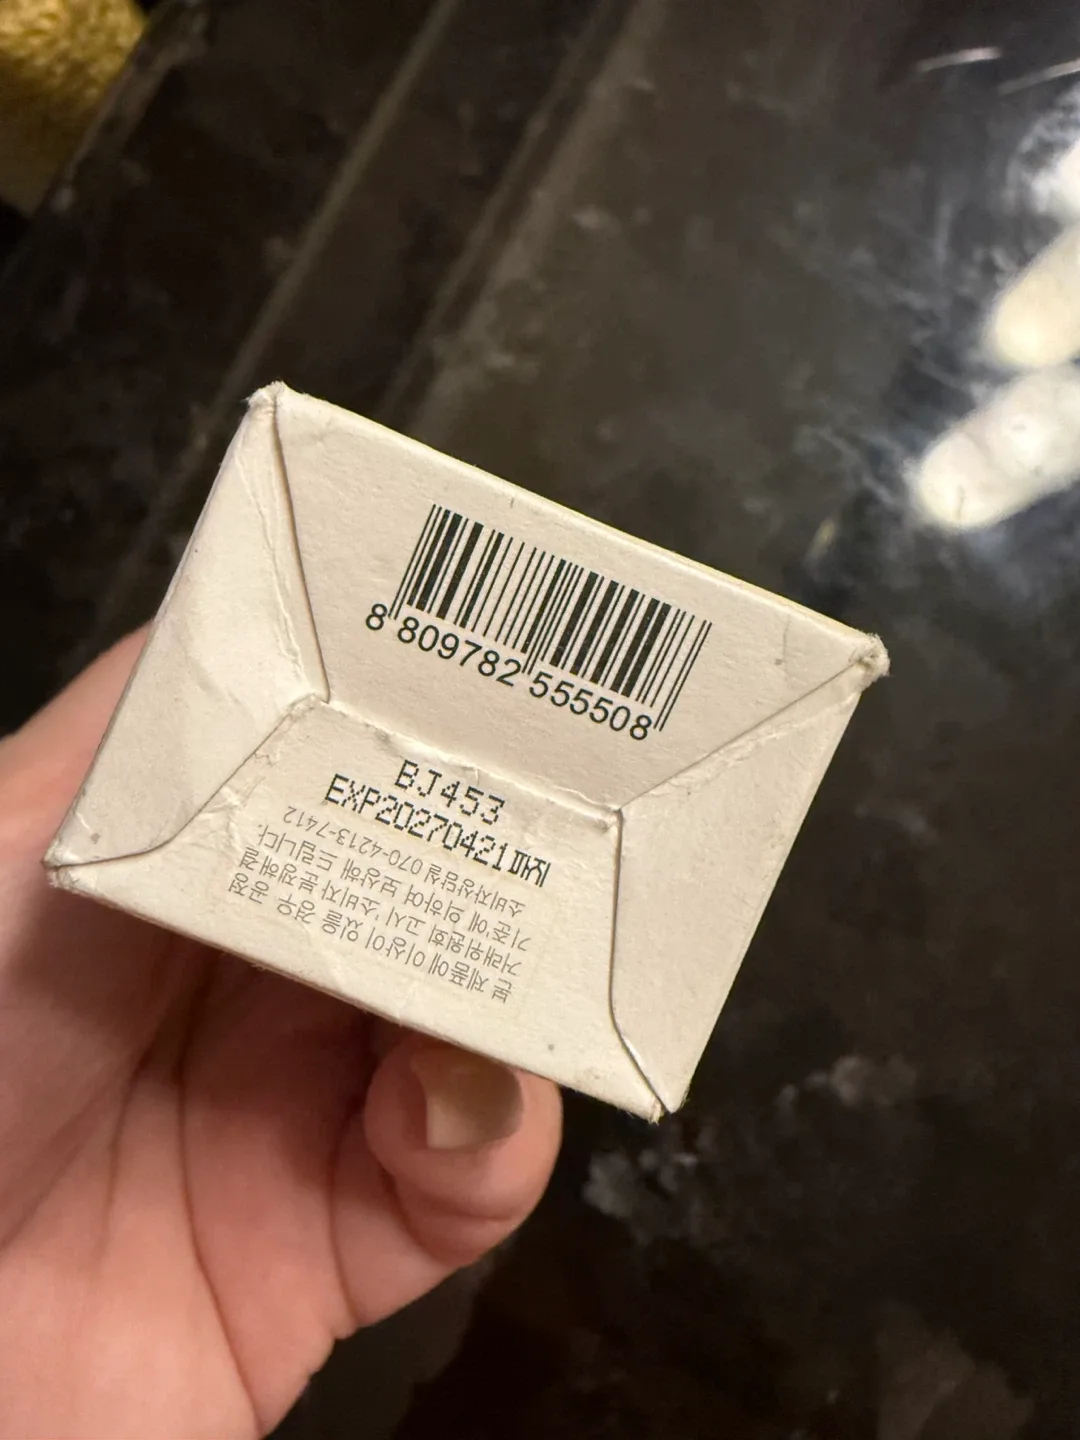 8 809782 555508
BJ453
EXP20270421까지
본 제품에 이상이 있을 경우 공정
거래위원회 고시 '소비자 분쟁해결
기준'에 의하여 보상해 드립니다.
소비자상담실 070-4213-7412